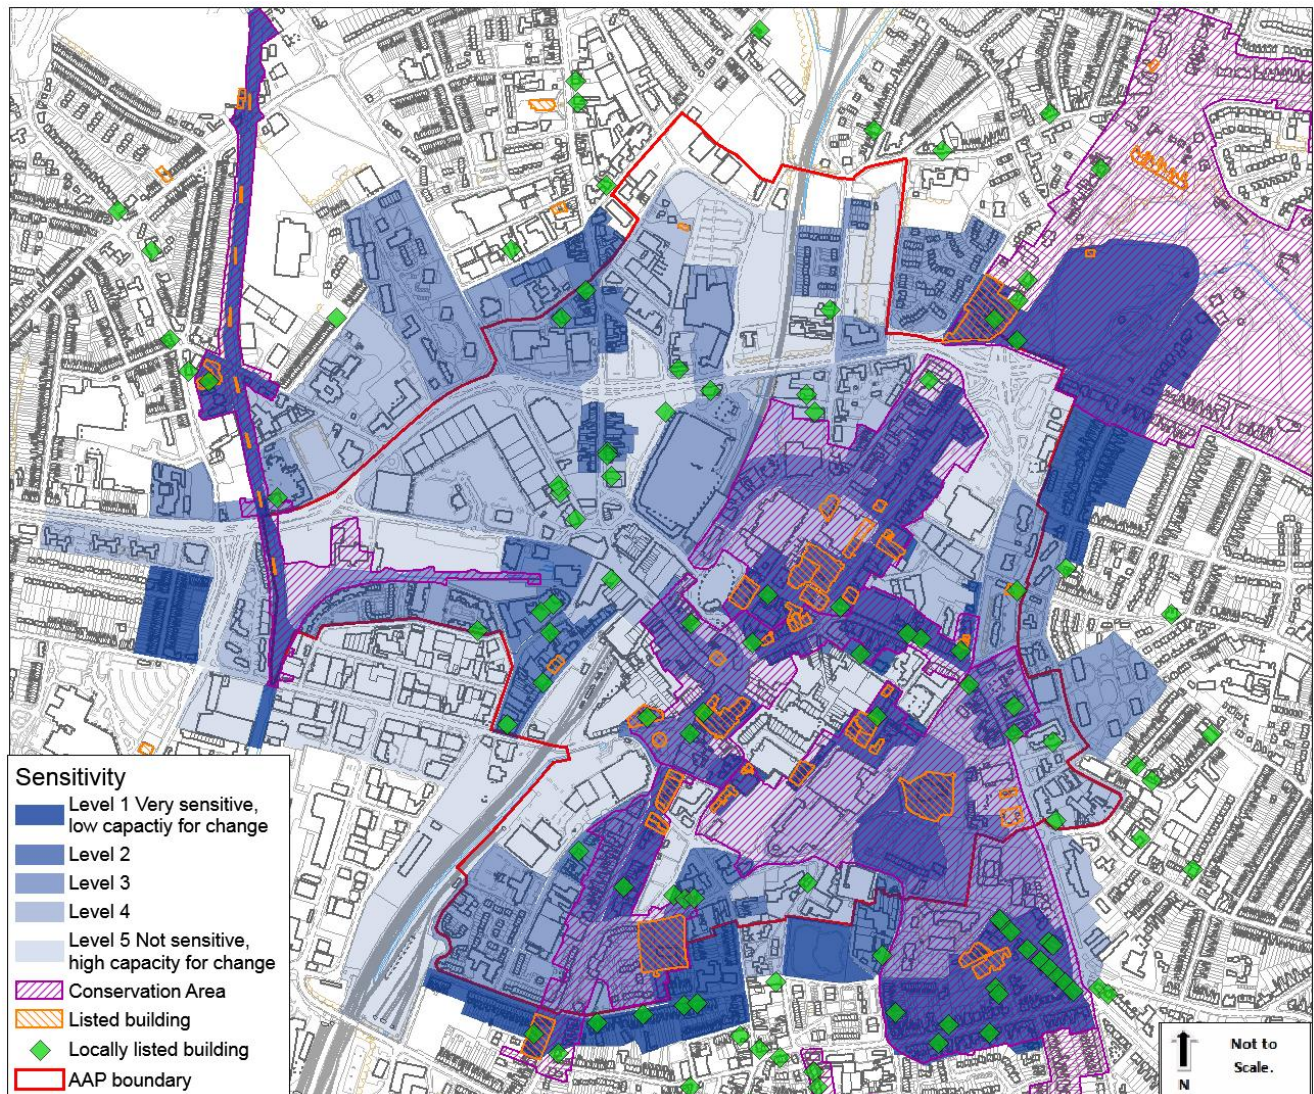 Sensitivity
Level 1 Very sensitive,
low capactiy for change
Level 2
Level 3
Level 4
Level 5 Not sensitive,
high capacity for change
Conservation Area
Listed building
Locally listed building
AAP boundary
Not to
Scale.
N